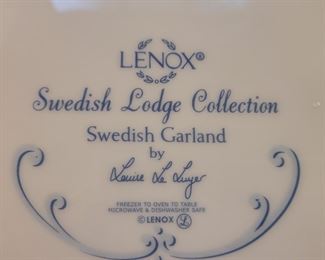 LENOX®
Swedish Lodge Collection
Swedish Garland
by
Louise Le Luyer
FREEZER TO OVEN TO TABLE
MICROWAVE & DISHWASHER SAFE
© LENOX L